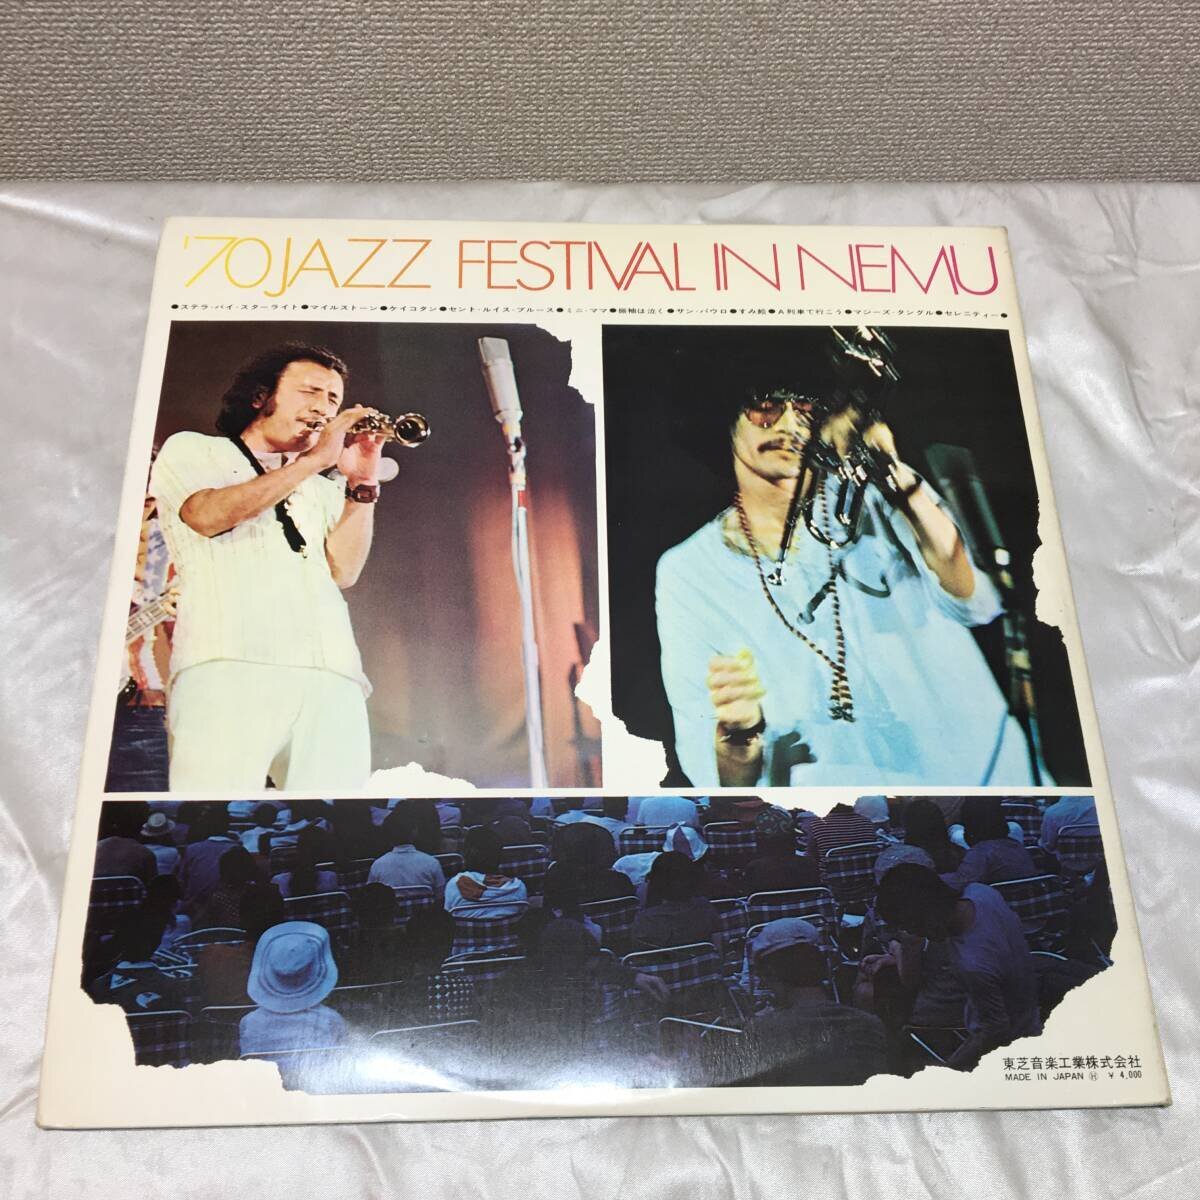 '70 JAZZ FESTIVAL IN NEMU
●ステラ・バイ・スターライト●マイルストーン●ケイコタン●セント・ルイス・ブルース●ミニ・ママ●振袖は泣く●サン・パウロ●すみ絵●A列車で行こう●マジーズ・タングル●セレニティー●
東芝音楽工業株式会社
MADE IN JAPAN Ⓗ ¥ 4,000